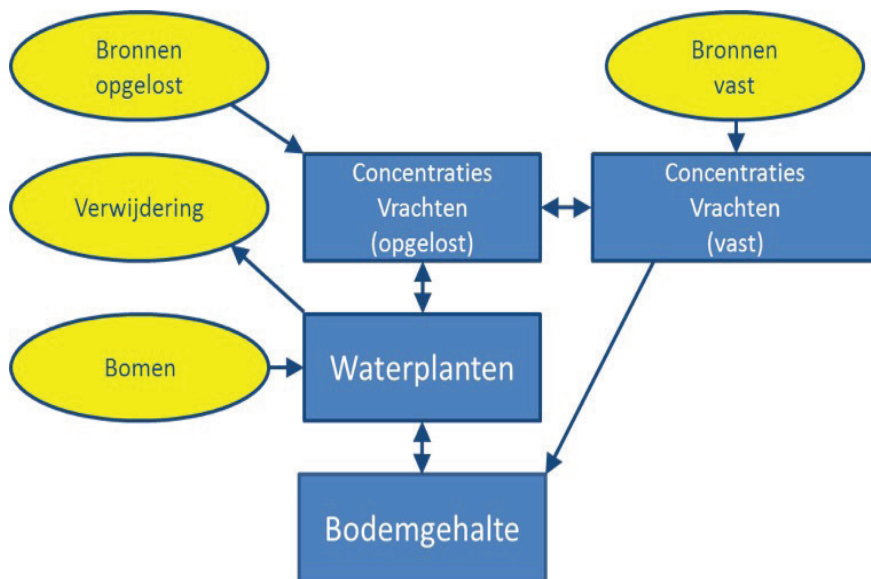 Bronnen
opgelost
Bronnen
vast
Concentraties
Vrachten
(opgelost)
Concentraties
Vrachten
(vast)
Verwijdering
Waterplanten
Bomen
Bodemgehalte